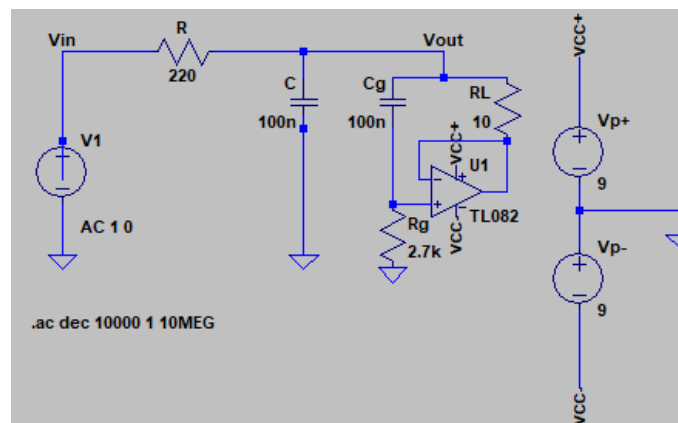 Vin
R
220
Vout
C
100n
Cg
100n
RL
10
VCC+
U1
TL082
VCC-
Rg
2.7k
V1
AC 1 0
VCC+
Vp+
9
Vp-
9
VCC-
.ac dec 10000 1 10MEG